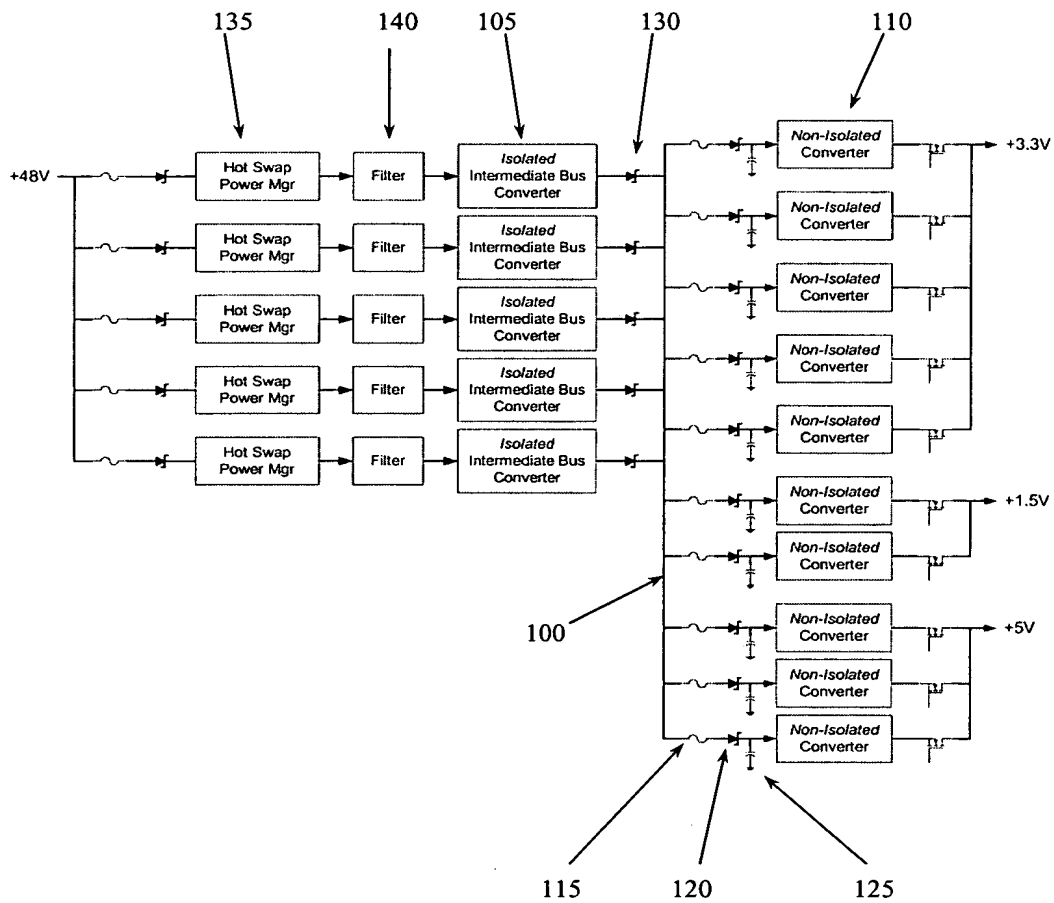 135
140
105
130
110
+48V
Hot Swap
Power Mgr
Filter
Isolated
Intermediate Bus
Converter
Hot Swap
Power Mgr
Filter
Isolated
Intermediate Bus
Converter
Hot Swap
Power Mgr
Filter
Isolated
Intermediate Bus
Converter
Hot Swap
Power Mgr
Filter
Isolated
Intermediate Bus
Converter
Hot Swap
Power Mgr
Filter
Isolated
Intermediate Bus
Converter
Non-Isolated
Converter
+3.3V
Non-Isolated
Converter
Non-Isolated
Converter
Non-Isolated
Converter
Non-Isolated
Converter
Non-Isolated
Converter
+1.5V
Non-Isolated
Converter
100
Non-Isolated
Converter
+5V
Non-Isolated
Converter
Non-Isolated
Converter
115
120
125